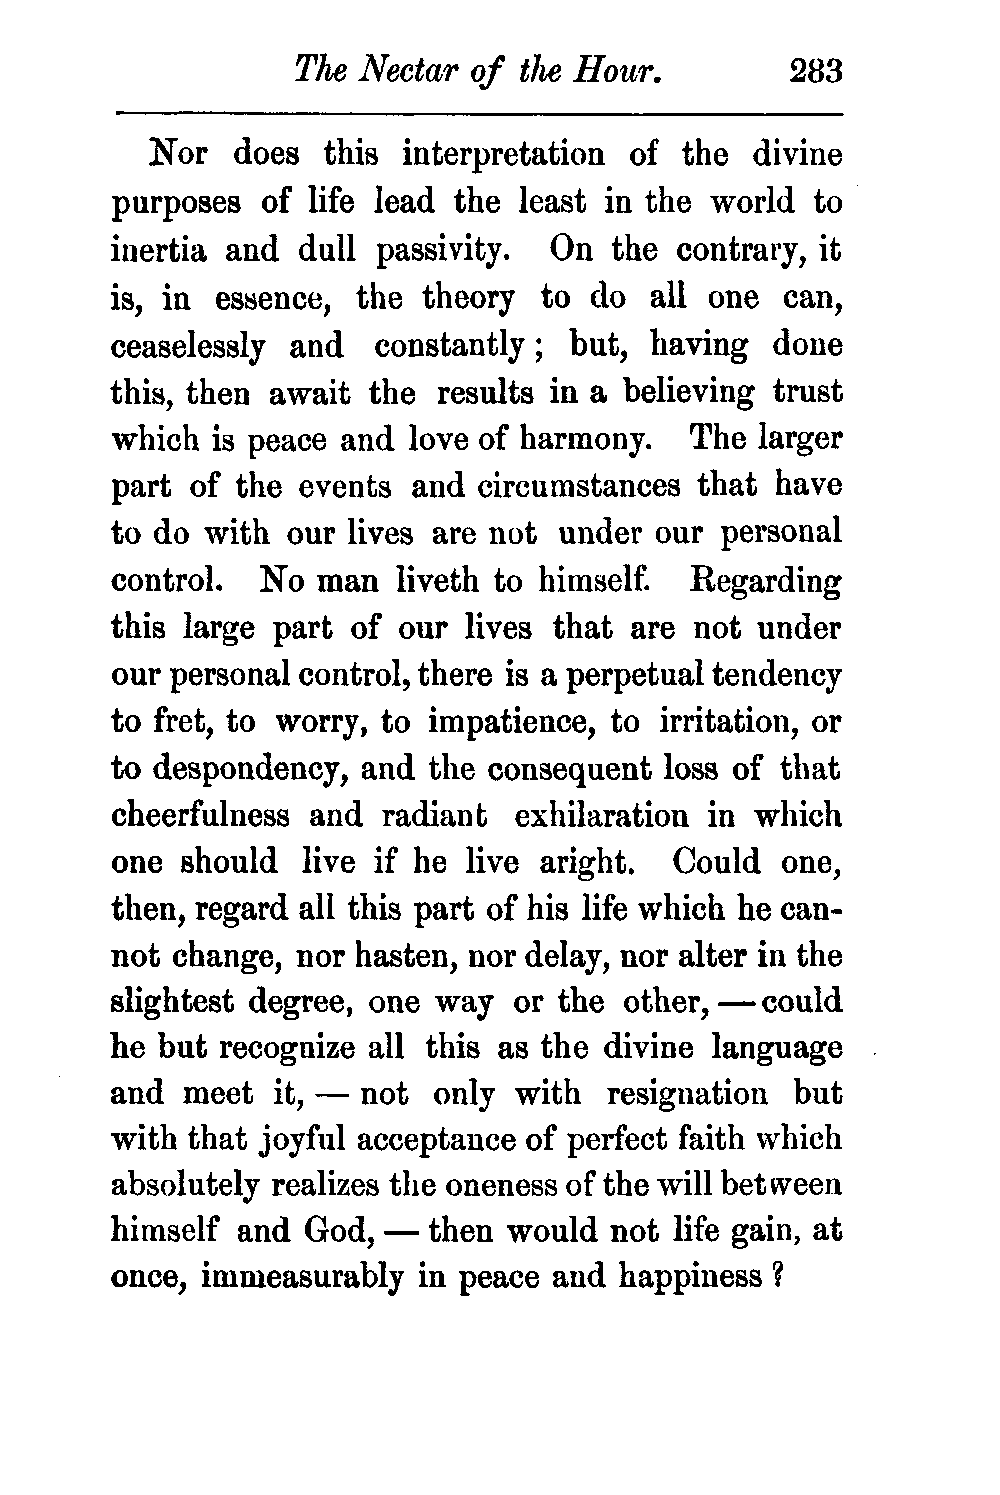 The Nectar of the Hour. 283
Nor does this interpretation of the divine
purposes of life lead the least in the world to
inertia and dull passivity. On the contrary, it
is, in essence, the theory to do all one can,
ceaselessly and constantly; but, having done
this, then await the results in a believing trust
which is peace and love of harmony. The larger
part of the events and circumstances that have
to do with our lives are not under our personal
control. No man liveth to himself. Regarding
this large part of our lives that are not under
our personal control, there is a perpetual tendency
to fret, to worry, to impatience, to irritation, or
to despondency, and the consequent loss of that
cheerfulness and radiant exhilaration in which
one should live if he live aright. Could one,
then, regard all this part of his life which he can-
not change, nor hasten, nor delay, nor alter in the
slightest degree, one way or the other, — could
he but recognize all this as the divine language
and meet it, — not only with resignation but
with that joyful acceptance of perfect faith which
absolutely realizes the oneness of the will between
himself and God, — then would not life gain, at
once, immeasurably in peace and happiness?